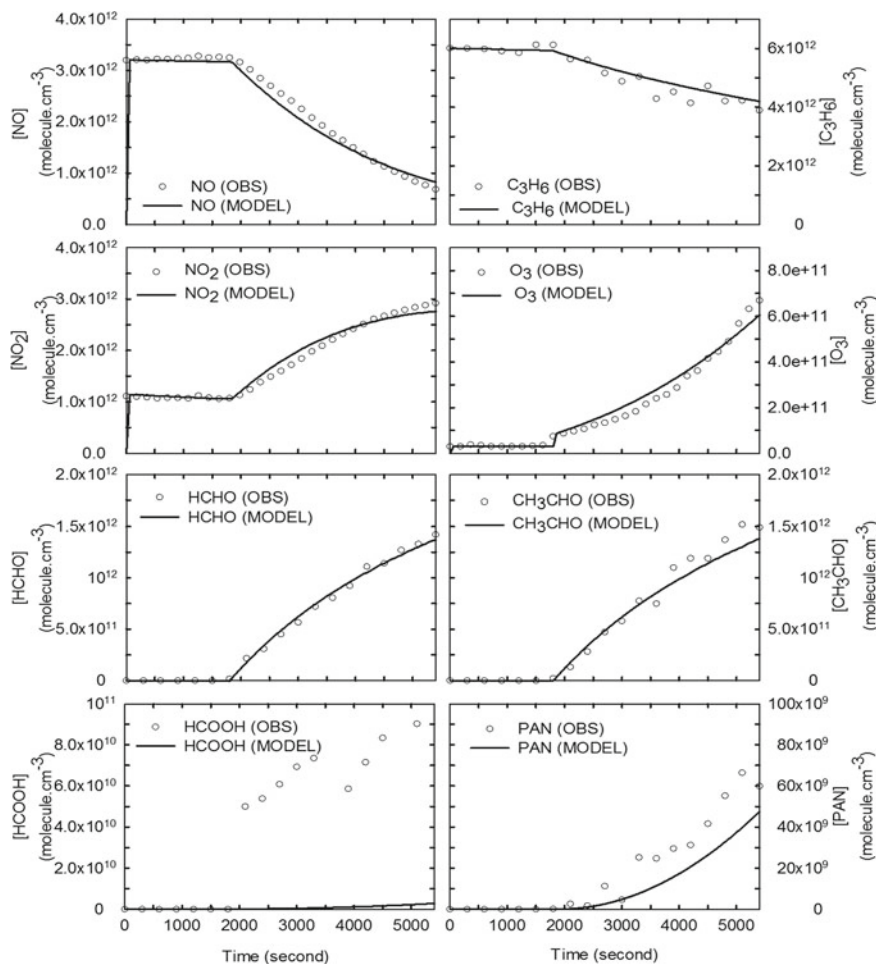 4.0x10¹²
3.0x10¹²
2.0x10¹²
1.0x10¹²
0.0
[NO]
(molecule.cm⁻³)
NO (OBS)
NO (MODEL)
6x10¹²
4x10¹²
2x10¹²
0
[C₃H₆]
(molecule.cm⁻³)
C₃H₆ (OBS)
C₃H₆ (MODEL)
4.0x10¹²
3.0x10¹²
2.0x10¹²
1.0x10¹²
0.0
[NO₂]
(molecule.cm⁻³)
NO₂ (OBS)
NO₂ (MODEL)
8.0e+11
6.0e+11
4.0e+11
2.0e+11
0.0
[O₃]
(molecule.cm⁻³)
O₃ (OBS)
O₃ (MODEL)
2.0x10¹²
1.5x10¹²
10¹²
5.0x10¹¹
0
[HCHO]
(molecule.cm⁻³)
HCHO (OBS)
HCHO (MODEL)
2.0x10¹²
1.5x10¹²
10¹²
5.0x10¹¹
0
[CH₃CHO]
(molecule.cm⁻³)
CH₃CHO (OBS)
CH₃CHO (MODEL)
10¹¹
8.0x10¹⁰
6.0x10¹⁰
4.0x10¹⁰
2.0x10¹⁰
0
[HCOOH]
(molecule.cm⁻³)
HCOOH (OBS)
HCOOH (MODEL)
0 1000 2000 3000 4000 5000
Time (second)
100x10⁹
80x10⁹
60x10⁹
40x10⁹
20x10⁹
0
[PAN]
(molecule.cm⁻³)
PAN (OBS)
PAN (MODEL)
0 1000 2000 3000 4000 5000
Time (second)